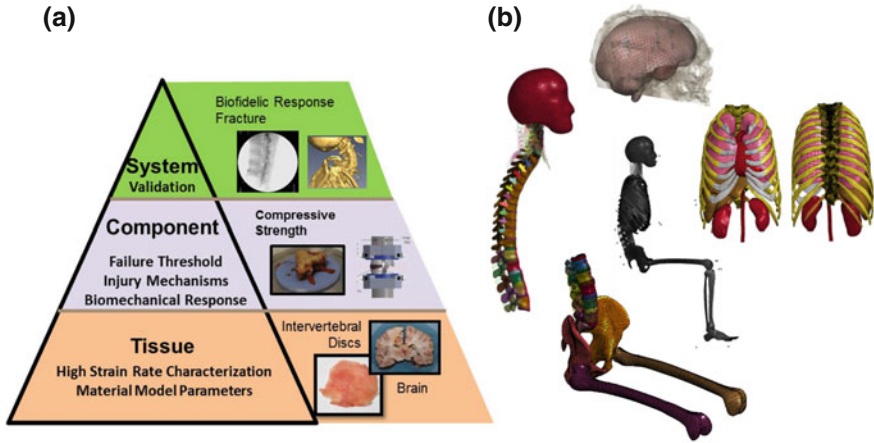 (a)
(b)
Biofidelic Response
Fracture
System
Validation
Component
Compressive
Strength
Failure Threshold
Injury Mechanisms
Biomechanical Response
Tissue
Intervertebral
Discs
High Strain Rate Characterization
Material Model Parameters
Brain